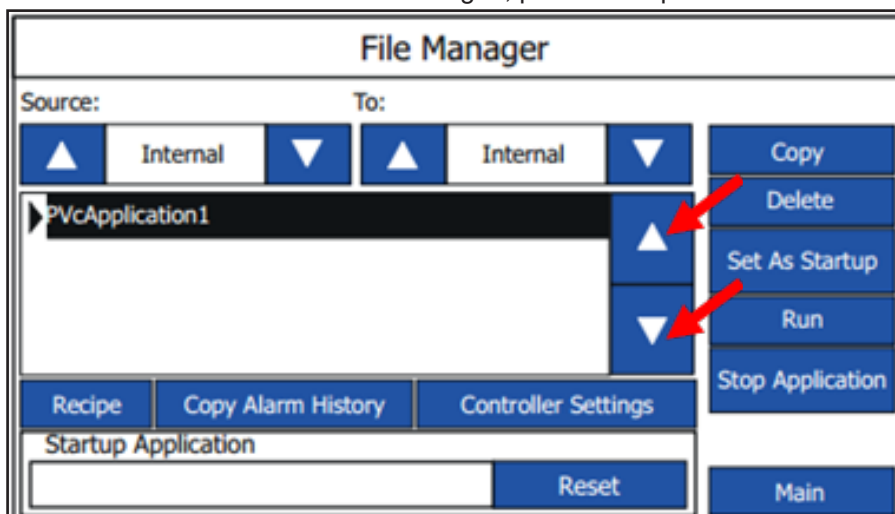 File Manager
Source: To:
Internal Internal Copy
PVcApplication1 Delete
Set As Startup
Run
Stop Application
Recipe Copy Alarm History Controller Settings
Startup Application
Reset Main